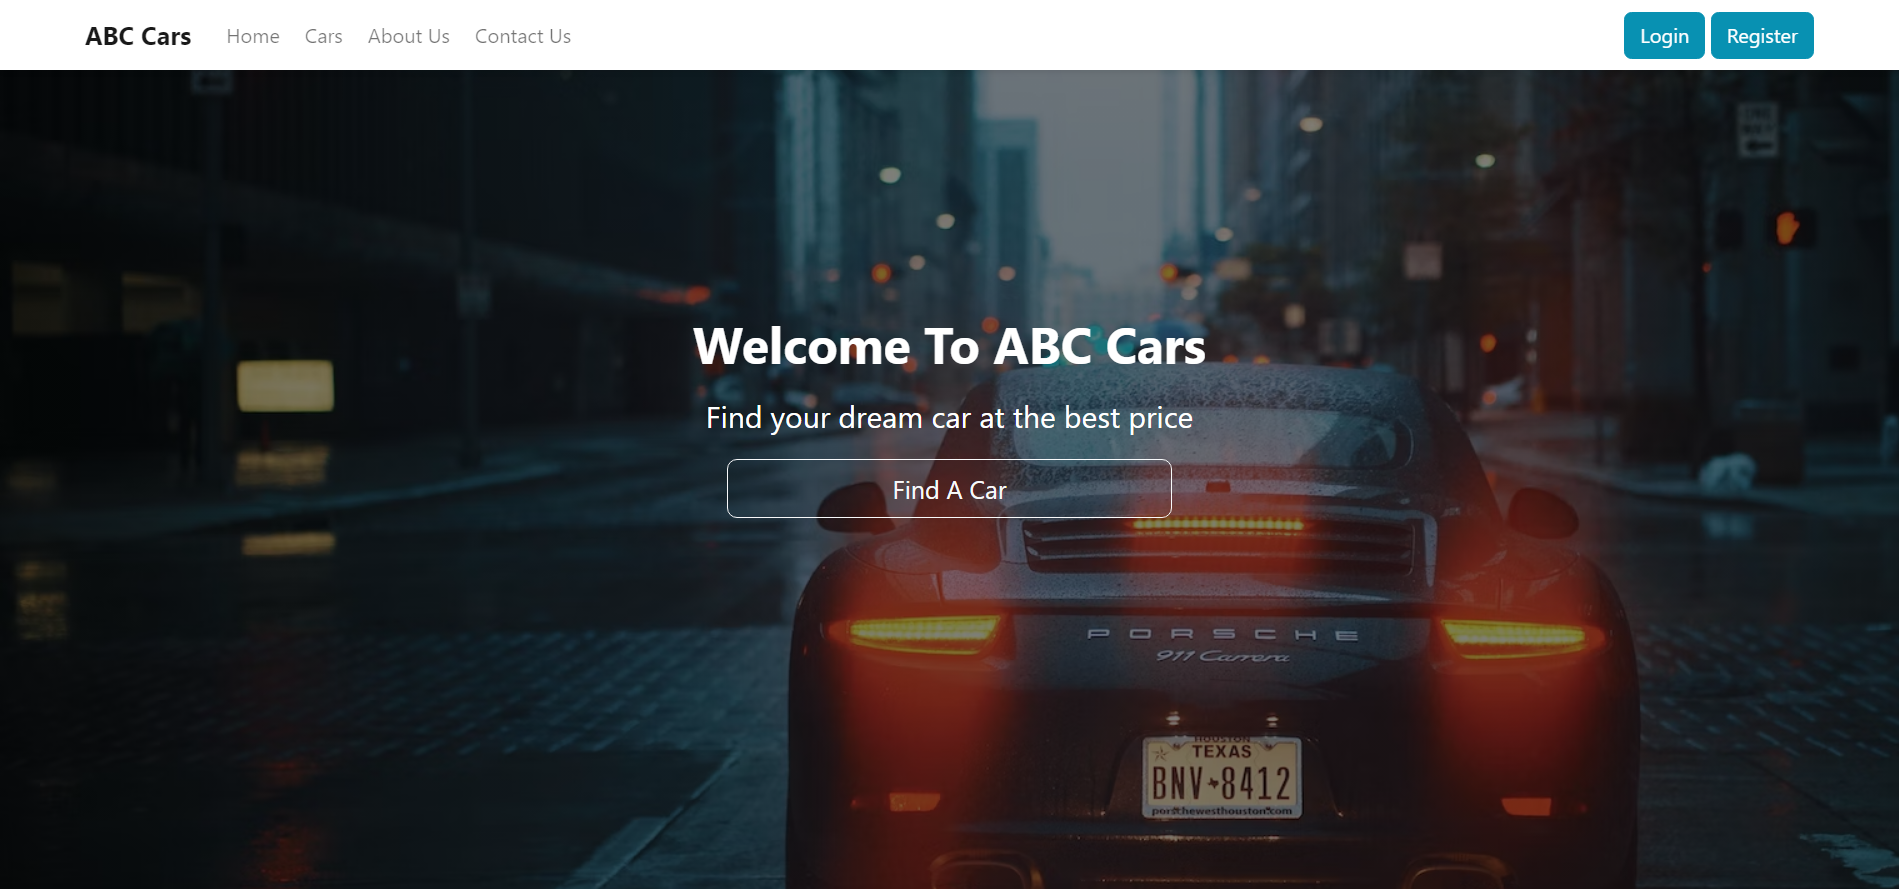 ABC Cars
Home
Cars
About Us
Contact Us
Login
Register
Welcome To ABC Cars
Find your dream car at the best price
Find A Car
PORSCHE
911 Carrera
HOUSTON
TEXAS
BNV 8412
porschewesthouston.com